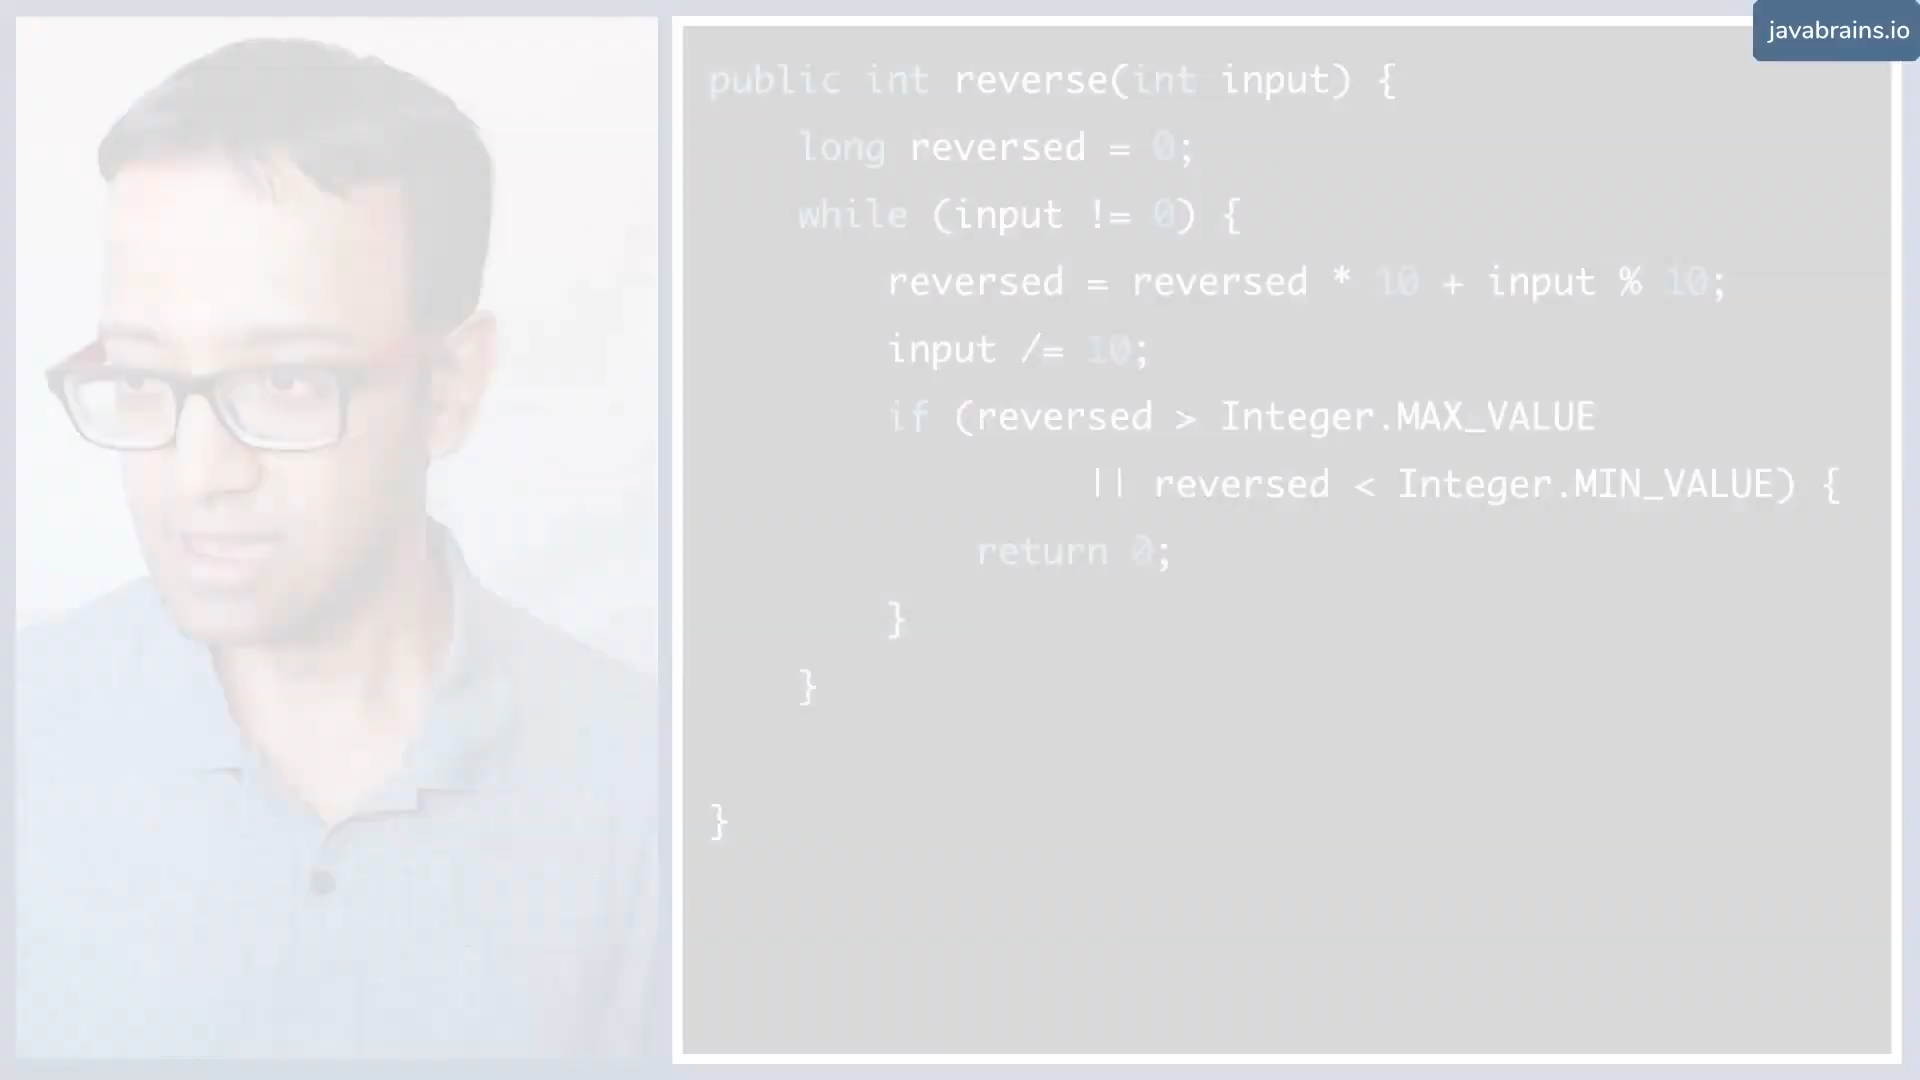 javabrains.io
public int reverse(int input) {
long reversed = 0;
while (input != 0) {
reversed = reversed * 10 + input % 10;
input /= 10;
if (reversed > Integer.MAX_VALUE
|| reversed < Integer.MIN_VALUE) {
return 0;
}
}
}